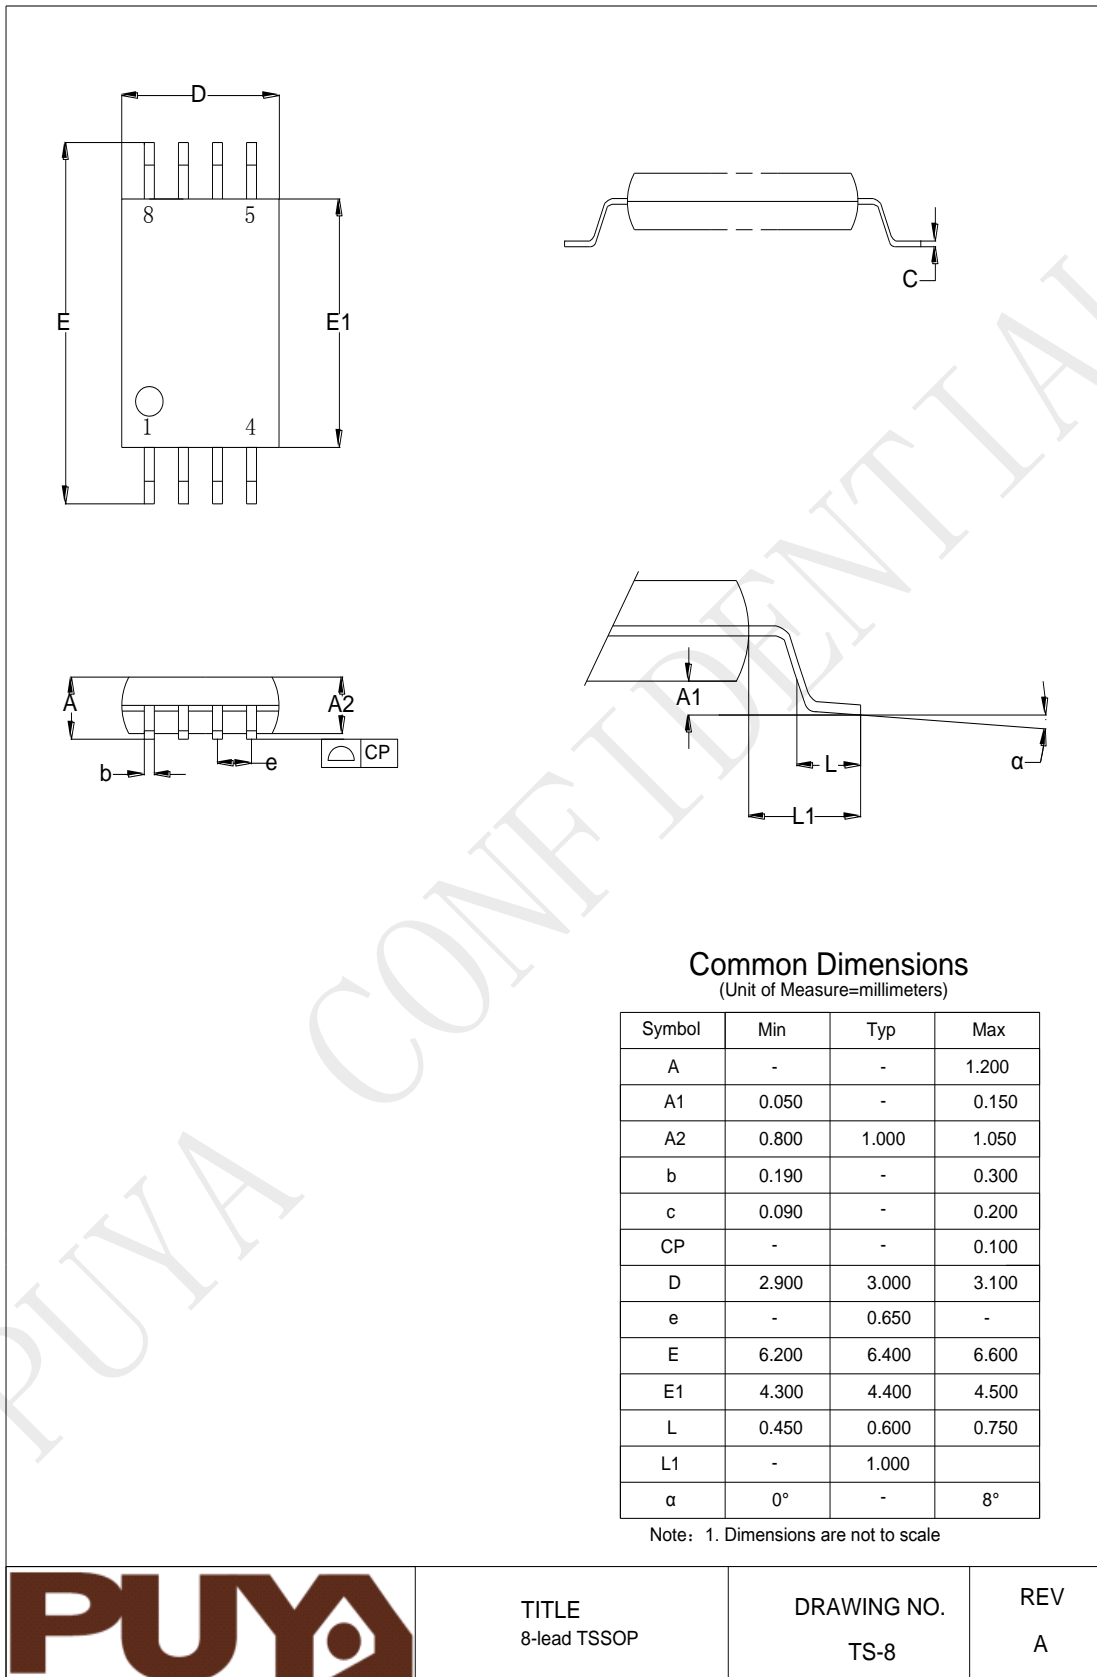 D
8 5
E E1
1 4
C
A A2
b e CP
A1
L
L1
α
Common Dimensions
(Unit of Measure=millimeters)
Symbol Min Typ Max
A - - 1.200
A1 0.050 - 0.150
A2 0.800 1.000 1.050
b 0.190 - 0.300
c 0.090 - 0.200
CP - - 0.100
D 2.900 3.000 3.100
e - 0.650 -
E 6.200 6.400 6.600
E1 4.300 4.400 4.500
L 0.450 0.600 0.750
L1 - 1.000
α 0° - 8°
Note: 1. Dimensions are not to scale
PUYA CONFIDENTIAL
PUYA
TITLE
8-lead TSSOP
DRAWING NO.
TS-8
REV
A